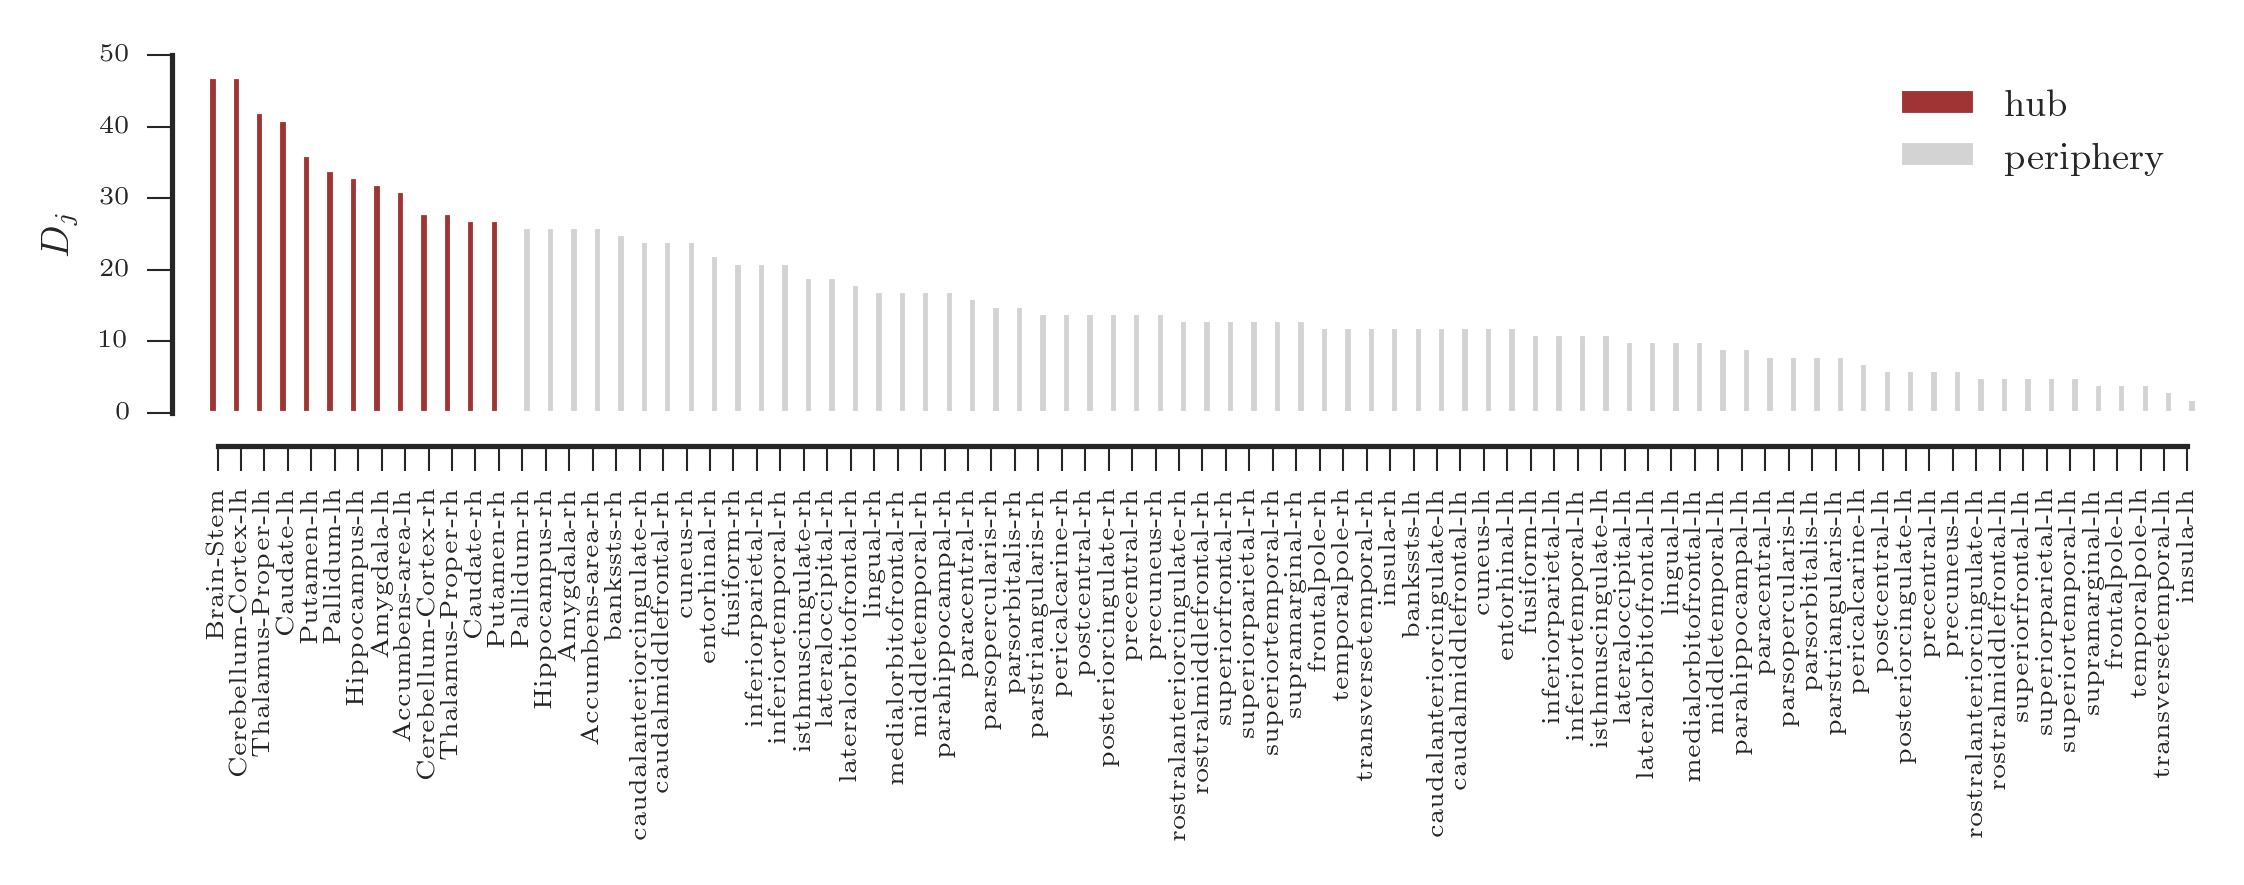 50
40
30
20
10
0
D_j
hub
periphery
Brain-Stem
Cerebellum-Cortex-lh
Thalamus-Proper-lh
Caudate-lh
Putamen-lh
Pallidum-lh
Hippocampus-lh
Amygdala-lh
Accumbens-area-lh
Cerebellum-Cortex-rh
Thalamus-Proper-rh
Caudate-rh
Putamen-rh
Pallidum-rh
Hippocampus-rh
Amygdala-rh
Accumbens-area-rh
bankssts-rh
caudalanteriorcingulate-rh
caudalmiddlefrontal-rh
cuneus-rh
entorhinal-rh
fusiform-rh
inferiorparietal-rh
inferiortemporal-rh
isthmuscingulate-rh
lateraloccipital-rh
lateralorbitofrontal-rh
lingual-rh
medialorbitofrontal-rh
middletemporal-rh
parahippocampal-rh
paracentral-rh
parsopercularis-rh
parsorbitalis-rh
parstriangularis-rh
pericalcarine-rh
postcentral-rh
posteriorcingulate-rh
precentral-rh
precuneus-rh
rostralanteriorcingulate-rh
rostralmiddlefrontal-rh
superiorfrontal-rh
superiorparietal-rh
superiortemporal-rh
supramarginal-rh
frontalpole-rh
temporalpole-rh
transversetemporal-rh
insula-rh
bankssts-lh
caudalanteriorcingulate-lh
caudalmiddlefrontal-lh
cuneus-lh
entorhinal-lh
fusiform-lh
inferiorparietal-lh
inferiortemporal-lh
isthmuscingulate-lh
lateraloccipital-lh
lateralorbitofrontal-lh
lingual-lh
medialorbitofrontal-lh
middletemporal-lh
parahippocampal-lh
paracentral-lh
parsopercularis-lh
parsorbitalis-lh
parstriangularis-lh
pericalcarine-lh
postcentral-lh
posteriorcingulate-lh
precentral-lh
precuneus-lh
rostralanteriorcingulate-lh
rostralmiddlefrontal-lh
superiorfrontal-lh
superiorparietal-lh
superiortemporal-lh
supramarginal-lh
frontalpole-lh
temporalpole-lh
transversetemporal-lh
insula-lh